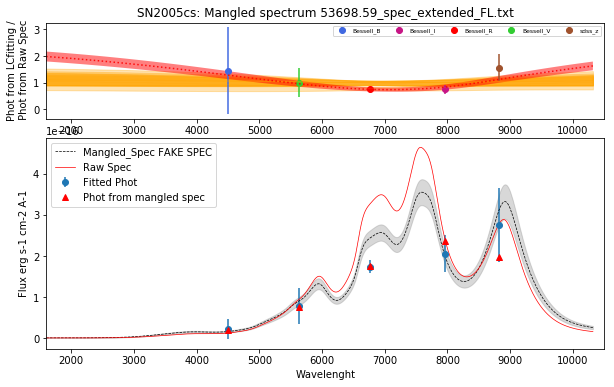 SN2005cs: Mangled spectrum 53698.59_spec_extended_FL.txt
Phot from LCfitting /
Phot from Raw Spec
3
2
1
0
Bessell_B
Bessell_I
Bessell_R
Bessell_V
sdss_z
2000 3000 4000 5000 6000 7000 8000 9000 10000
1e−16
Flux erg s-1 cm-2 A-1
4
3
2
1
0
Mangled_Spec FAKE SPEC
Raw Spec
Fitted Phot
Phot from mangled spec
2000 3000 4000 5000 6000 7000 8000 9000 10000
Wavelenght